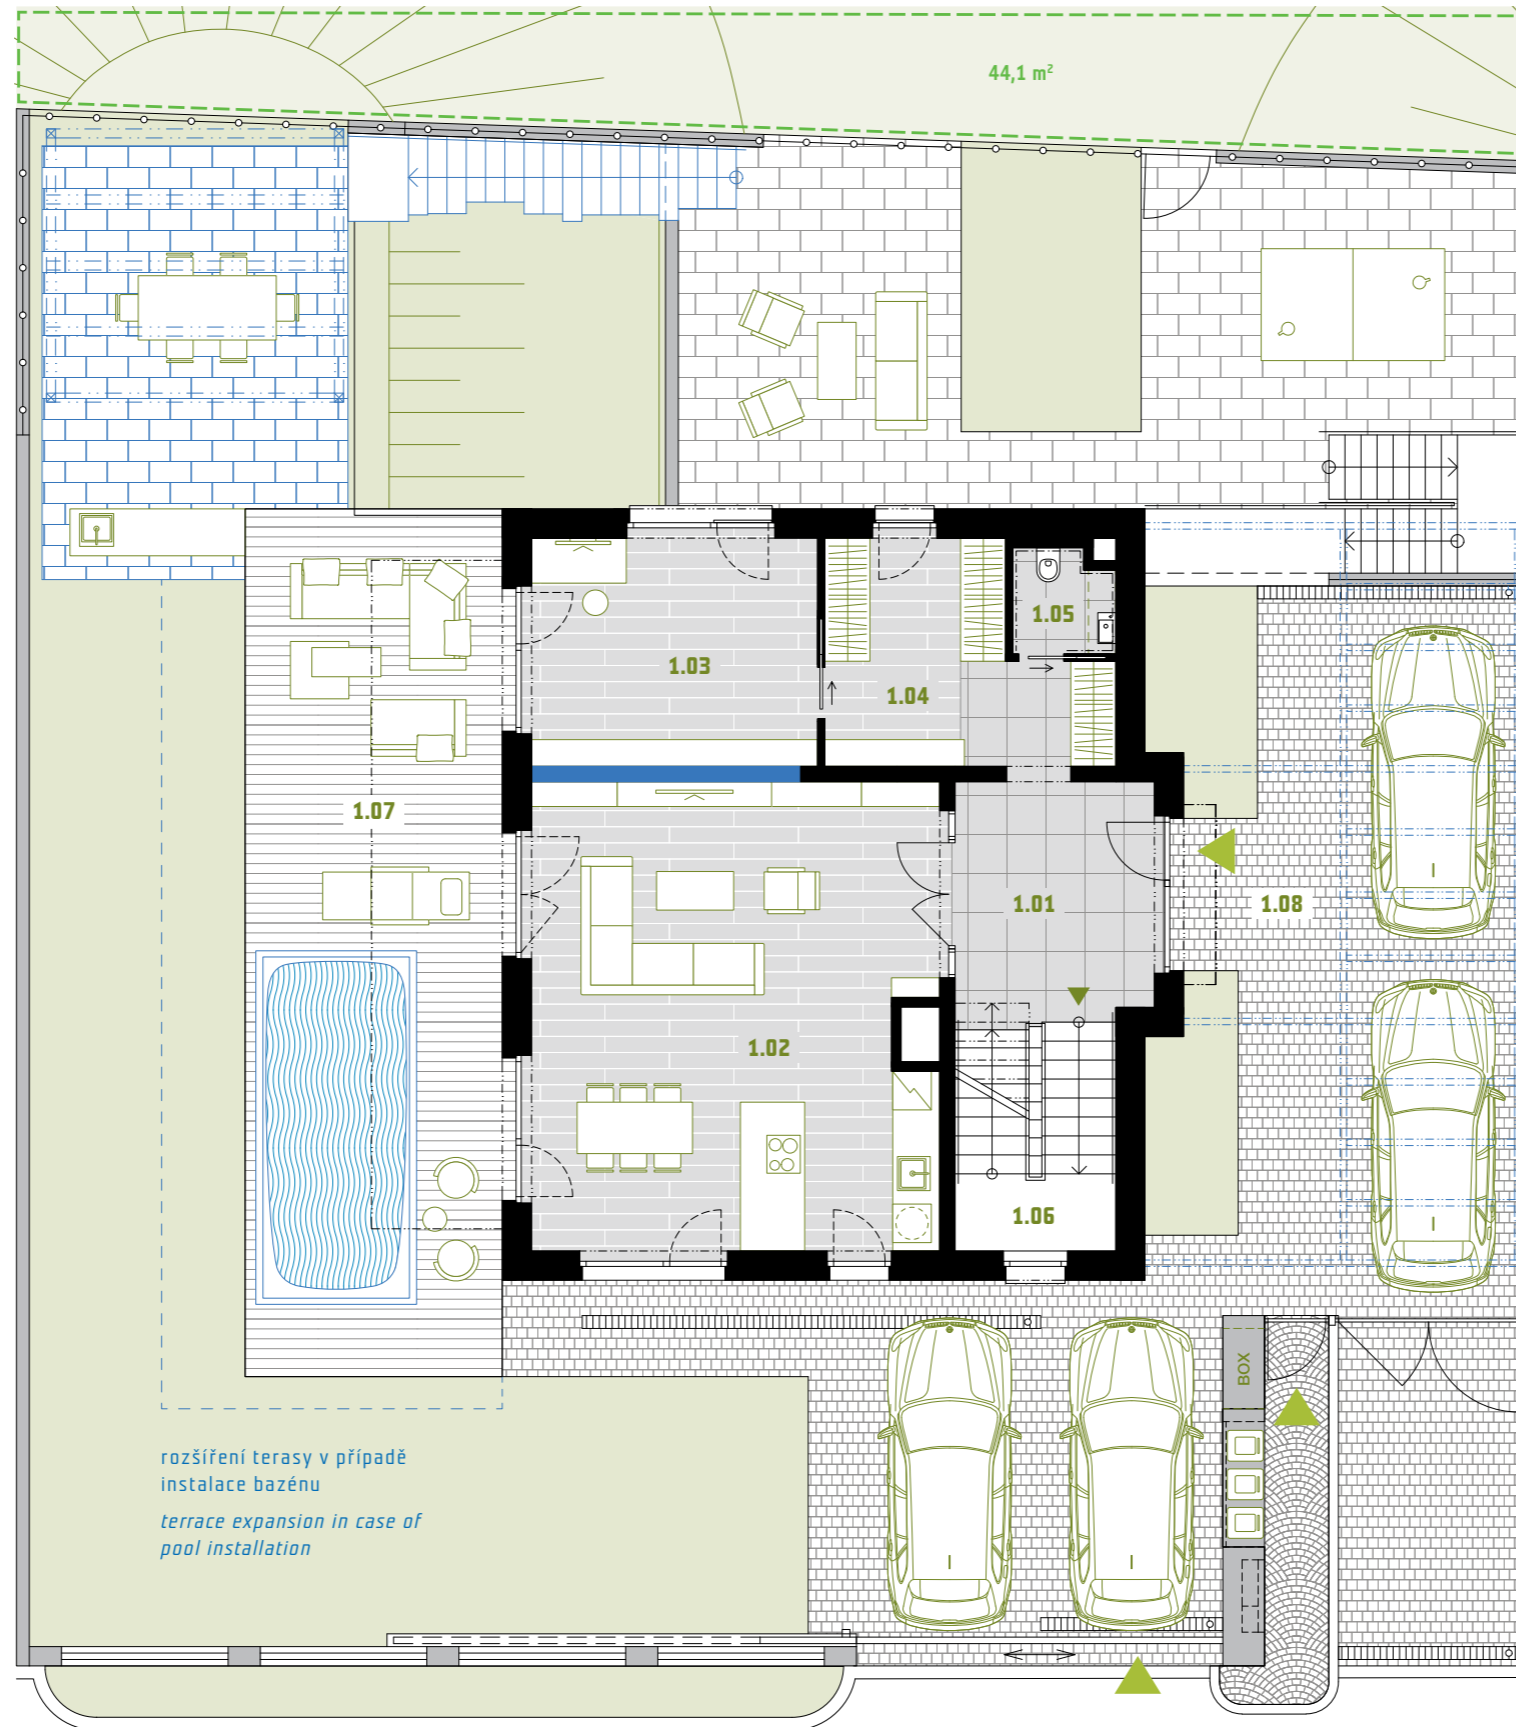 44,1 m²
1.05
1.03
1.04
1.07
1.01
1.08
1.02
1.06
BOX
rozšíření terasy v případě
instalace bazénu
terrace expansion in case of
pool installation